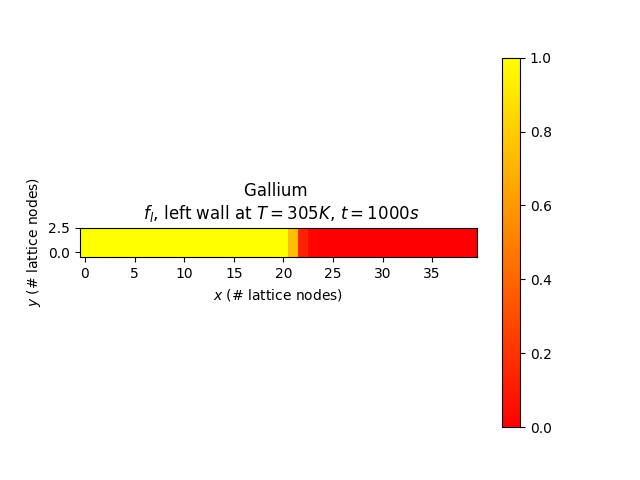 Gallium
f_l, left wall at T = 305K, t = 1000s
2.5
0.0
y (# lattice nodes)
0 5 10 15 20 25 30 35
x (# lattice nodes)
1.0
0.8
0.6
0.4
0.2
0.0